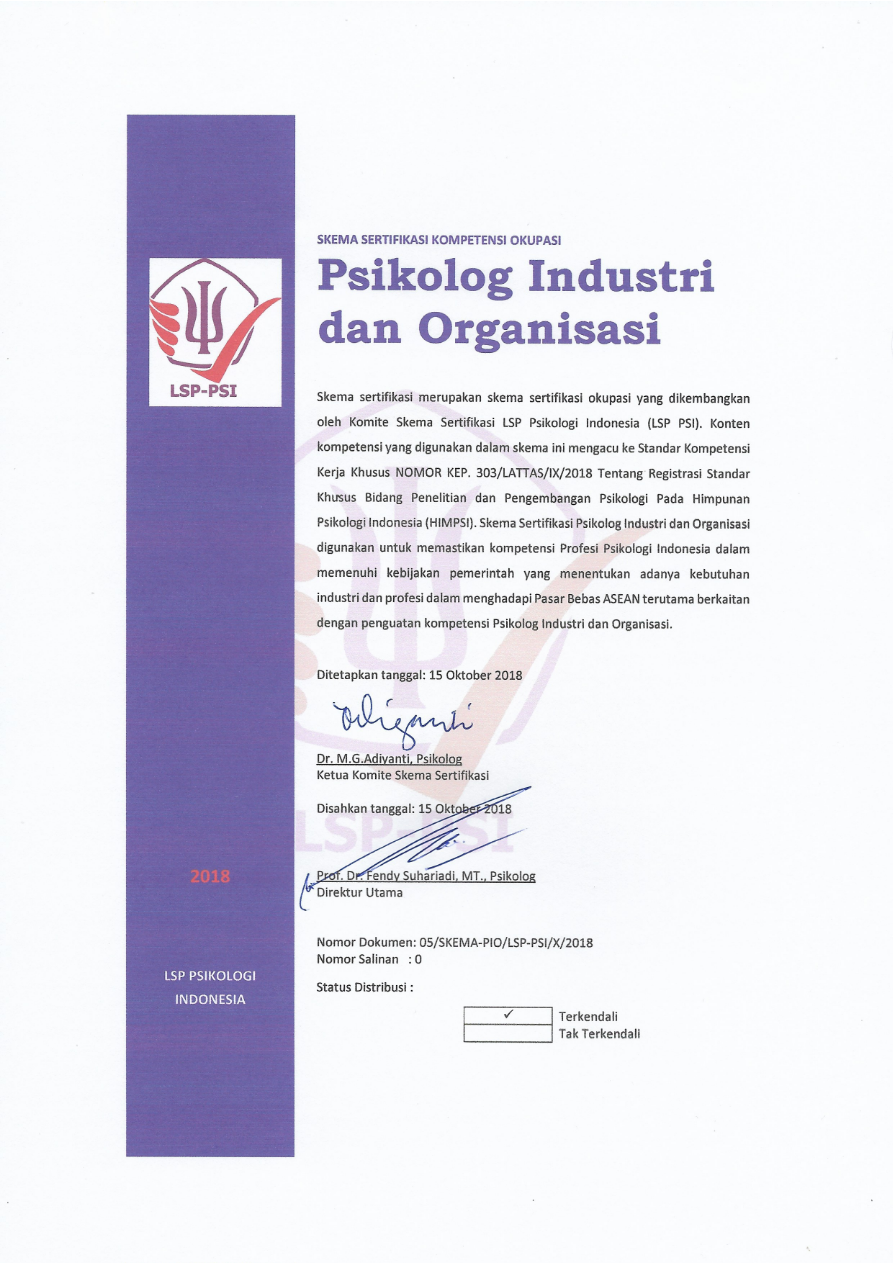 SKEMA SERTIFIKASI KOMPETENSI OKUPASI
Psikolog Industri
dan Organisasi
LSP-PSI
Skema sertifikasi merupakan skema sertifikasi okupasi yang dikembangkan
oleh Komite Skema Sertifikasi LSP Psikologi Indonesia (LSP PSI). Konten
kompetensi yang digunakan dalam skema ini mengacu ke Standar Kompetensi
Kerja Khusus NOMOR KEP. 303/LATTAS/IX/2018 Tentang Registrasi Standar
Khusus Bidang Penelitian dan Pengembangan Psikologi Pada Himpunan
Psikologi Indonesia (HIMPSI). Skema Sertifikasi Psikolog Industri dan Organisasi
digunakan untuk memastikan kompetensi Profesi Psikologi Indonesia dalam
memenuhi kebijakan pemerintah yang menentukan adanya kebutuhan
industri dan profesi dalam menghadapi Pasar Bebas ASEAN terutama berkaitan
dengan penguatan kompetensi Psikolog Industri dan Organisasi.
Ditetapkan tanggal: 15 Oktober 2018
Dr. M.G.Adiyanti, Psikolog
Ketua Komite Skema Sertifikasi
Disahkan tanggal: 15 Oktober 2018
LSP-PSI
Prof. Dr. Fendy Suhariadi, MT., Psikolog
Direktur Utama
2018
Nomor Dokumen: 05/SKEMA-PIO/LSP-PSI/X/2018
Nomor Salinan : 0
LSP PSIKOLOGI
INDONESIA
Status Distribusi :
✓ Terkendali
Tak Terkendali